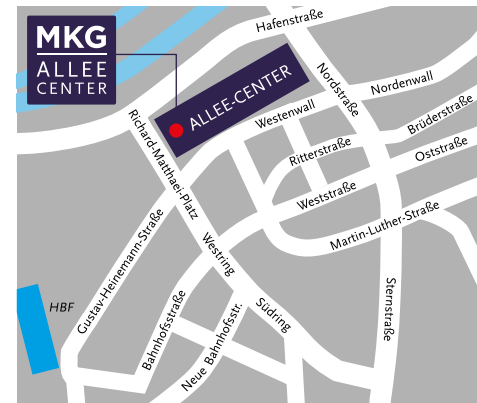 MKG
ALLEE
CENTER
Hafenstraße
ALLEE-CENTER
Nordstraße
Nordenwall
Westenwall
Brüderstraße
Richard-Matthaei-Platz
Ritterstraße
Oststraße
Weststraße
Martin-Luther-Straße
Gustav-Heinemann-Straße
Westring
HBF
Bahnhofsstraße
Neue Bahnhofsstr.
Südring
Sternstraße